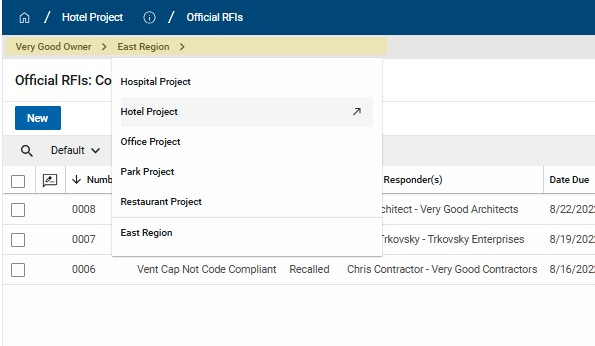 / Hotel Project / Official RFIs
Very Good Owner > East Region >
Official RFIs: Co
Hospital Project
Hotel Project
New
Office Project
Default
Park Project
Numb
Responder(s) Date Due
Restaurant Project
0008 chitect - Very Good Architects 8/22/202
East Region
0007 Trkovsky - Trkovsky Enterprises 8/19/202
0006 Vent Cap Not Code Compliant Recalled Chris Contractor - Very Good Contractors 8/16/202